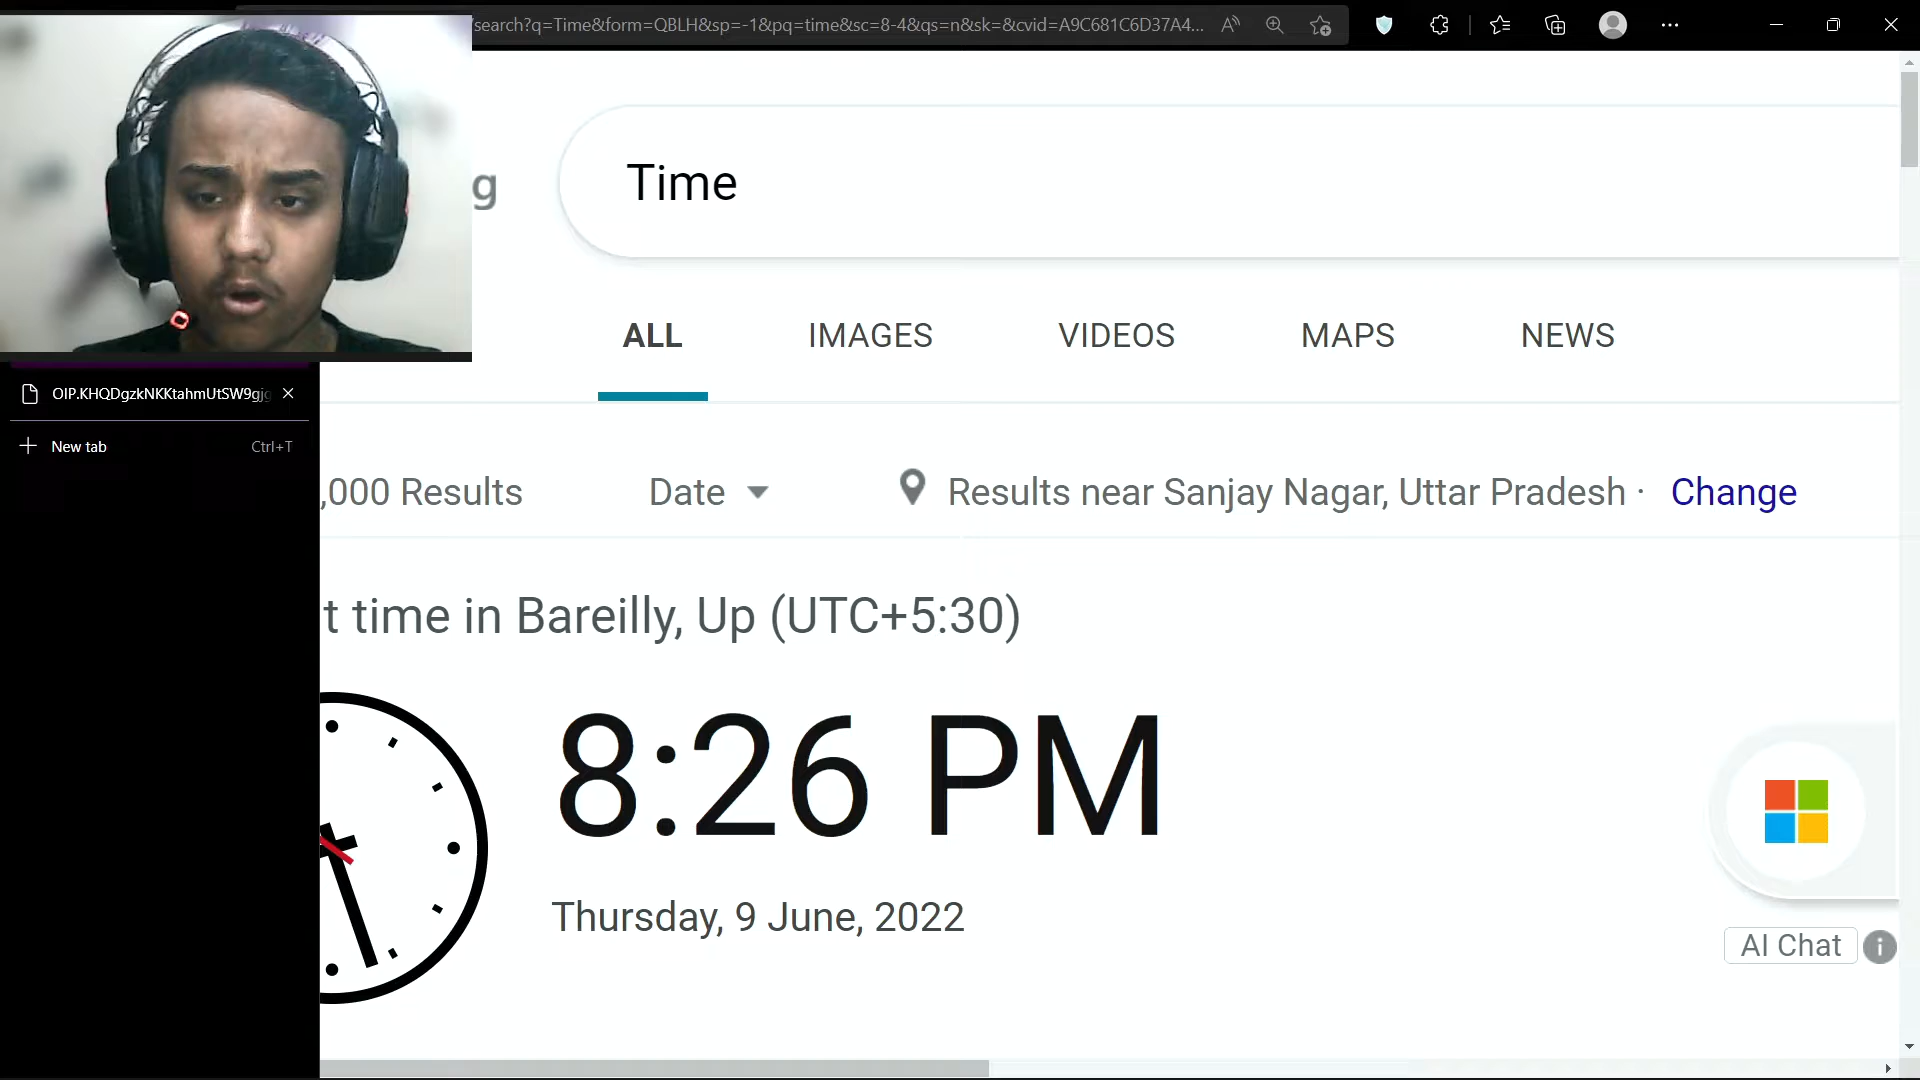 /search?q=Time&form=QBLH&sp=-1&pq=time&sc=8-4&qs=n&sk=&cvid=A9C681C6D37A4...
g
Time
ALL IMAGES VIDEOS MAPS NEWS
OIP.KHQDgzkNKKtahmUtSW9gjg
New tab Ctrl+T
,000 Results Date Results near Sanjay Nagar, Uttar Pradesh · Change
t time in Bareilly, Up (UTC+5:30)
8:26 PM
Thursday, 9 June, 2022
AI Chat